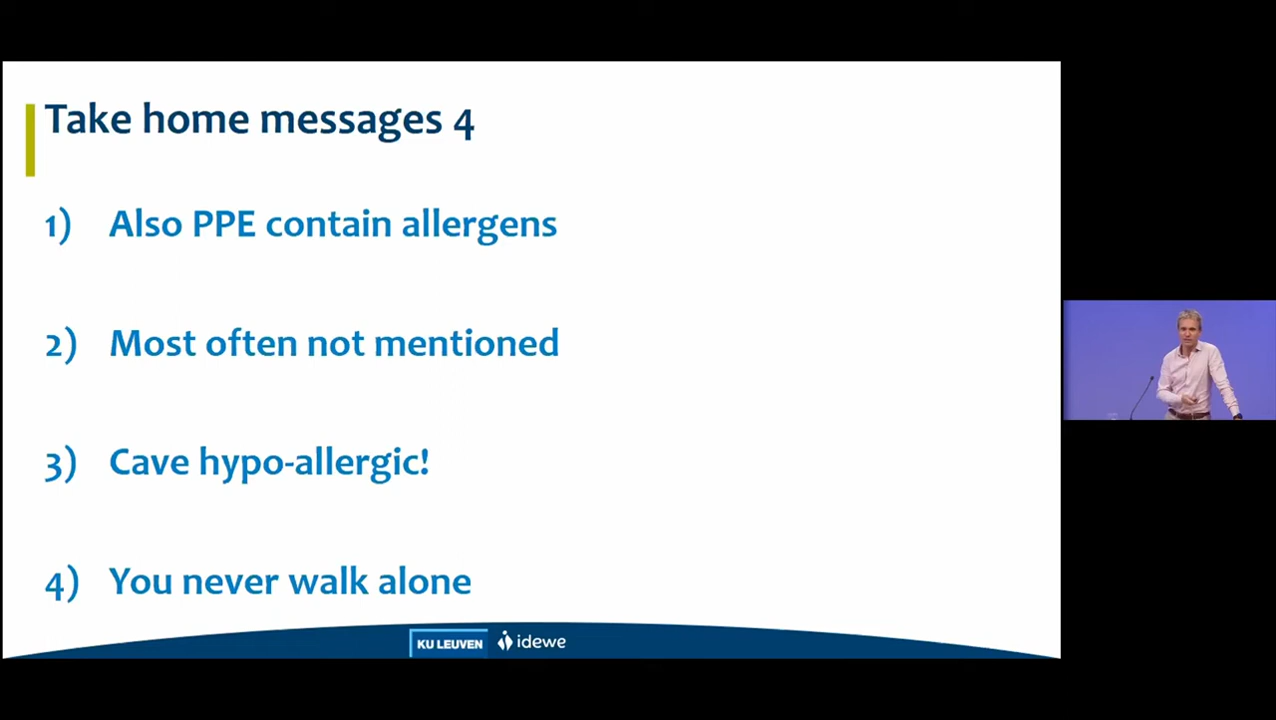 Take home messages 4
1) Also PPE contain allergens
2) Most often not mentioned
3) Cave hypo-allergic!
4) You never walk alone
KU LEUVEN idewe